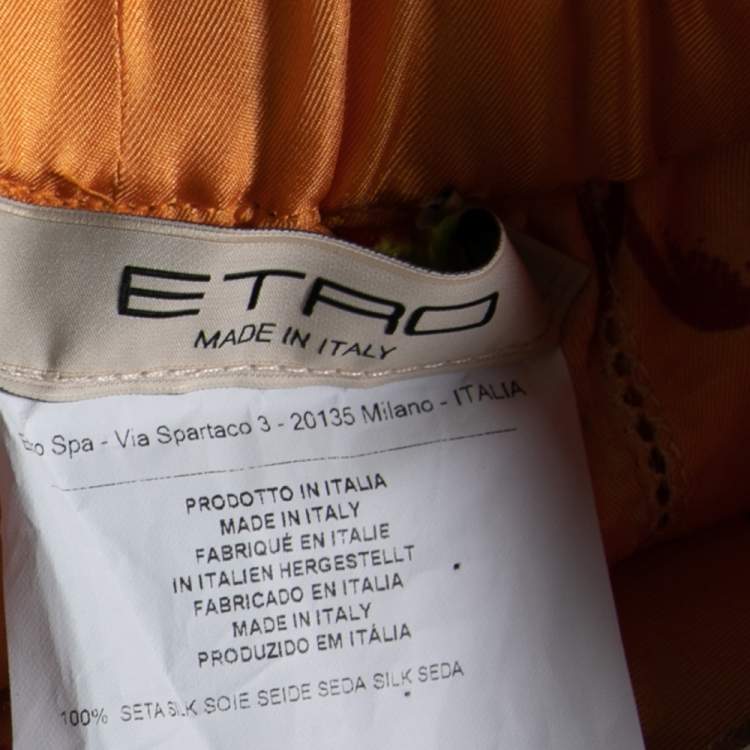 ETRO
MADE IN ITALY
Etro Spa - Via Spartaco 3 - 20135 Milano - ITALIA
PRODOTTO IN ITALIA
MADE IN ITALY
FABRIQUÉ EN ITALIE
IN ITALIEN HERGESTELLT
FABRICADO EN ITALIA
MADE IN ITALY
PRODUZIDO EM ITÁLIA
100% SETA SILK SOIE SEIDE SEDA SILK SEDA